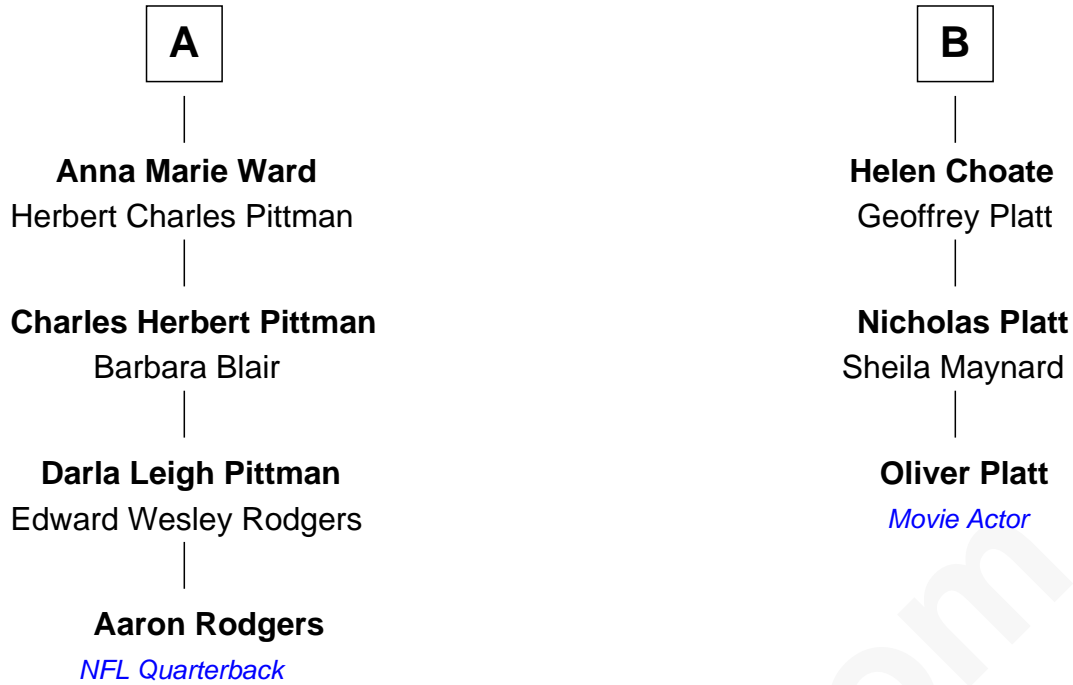 A
Anna Marie Ward
Herbert Charles Pittman
Charles Herbert Pittman
Barbara Blair
Darla Leigh Pittman
Edward Wesley Rodgers
Aaron Rodgers
NFL Quarterback
B
Helen Choate
Geoffrey Platt
Nicholas Platt
Sheila Maynard
Oliver Platt
Movie Actor
om